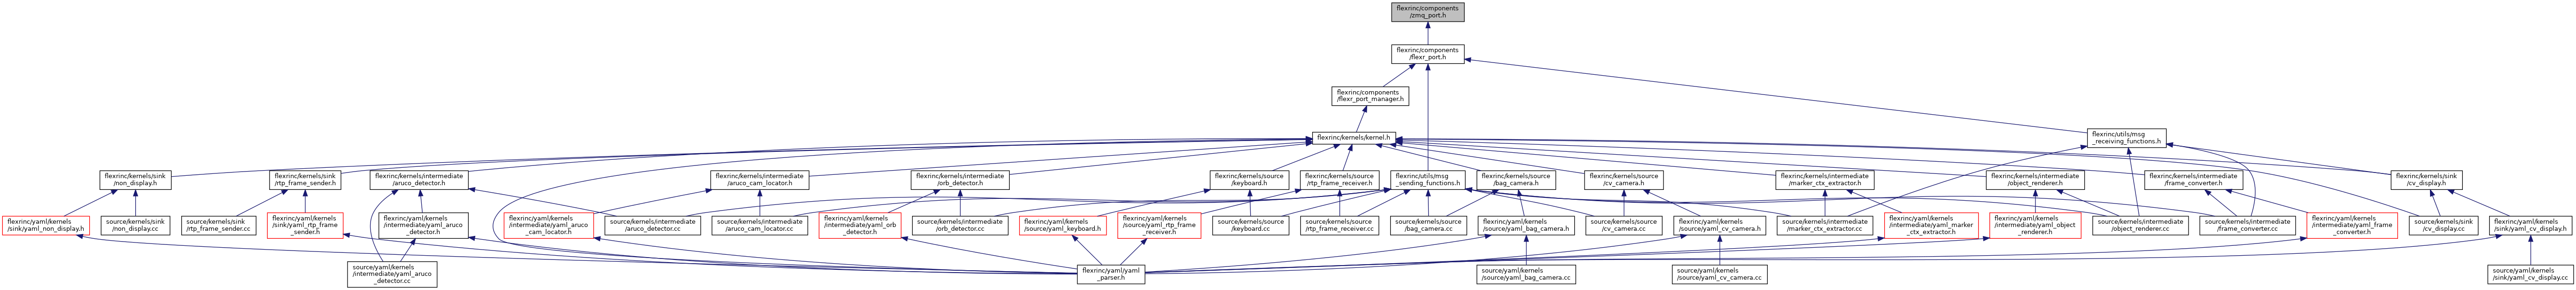 flexrinc/components
/zmq_port.h
flexrinc/components
/flexr_port.h
flexrinc/components
/flexr_port_manager.h
flexrinc/kernels/kernel.h
flexrinc/utils/msg
_receiving_functions.h
flexrinc/kernels/sink
/non_display.h
flexrinc/kernels/sink
/rtp_frame_sender.h
flexrinc/kernels/intermediate
/aruco_detector.h
flexrinc/kernels/intermediate
/aruco_cam_locator.h
flexrinc/kernels/intermediate
/orb_detector.h
flexrinc/kernels/source
/keyboard.h
flexrinc/kernels/source
/rtp_frame_receiver.h
flexrinc/utils/msg
_sending_functions.h
flexrinc/kernels/source
/bag_camera.h
flexrinc/kernels/source
/cv_camera.h
flexrinc/kernels/intermediate
/marker_ctx_extractor.h
flexrinc/kernels/intermediate
/object_renderer.h
flexrinc/kernels/intermediate
/frame_converter.h
flexrinc/kernels/sink
/cv_display.h
flexrinc/yaml/kernels
/sink/yaml_non_display.h
source/kernels/sink
/non_display.cc
source/kernels/sink
/rtp_frame_sender.cc
flexrinc/yaml/kernels
/sink/yaml_rtp_frame
_sender.h
flexrinc/yaml/kernels
/intermediate/yaml_aruco
_detector.h
flexrinc/yaml/kernels
/intermediate/yaml_aruco
_cam_locator.h
source/kernels/intermediate
/aruco_detector.cc
source/kernels/intermediate
/aruco_cam_locator.cc
flexrinc/yaml/kernels
/intermediate/yaml_orb
_detector.h
source/kernels/intermediate
/orb_detector.cc
flexrinc/yaml/kernels
/source/yaml_keyboard.h
flexrinc/yaml/kernels
/source/yaml_rtp_frame
_receiver.h
source/kernels/source
/keyboard.cc
source/kernels/source
/rtp_frame_receiver.cc
source/kernels/source
/bag_camera.cc
flexrinc/yaml/kernels
/source/yaml_bag_camera.h
source/kernels/source
/cv_camera.cc
flexrinc/yaml/kernels
/source/yaml_cv_camera.h
source/kernels/intermediate
/marker_ctx_extractor.cc
flexrinc/yaml/kernels
/intermediate/yaml_marker
_ctx_extractor.h
flexrinc/yaml/kernels
/intermediate/yaml_object
_renderer.h
source/kernels/intermediate
/object_renderer.cc
source/kernels/intermediate
/frame_converter.cc
flexrinc/yaml/kernels
/intermediate/yaml_frame
_converter.h
source/kernels/sink
/cv_display.cc
flexrinc/yaml/kernels
/sink/yaml_cv_display.h
source/yaml/kernels
/intermediate/yaml_aruco
_detector.cc
flexrinc/yaml/yaml
_parser.h
source/yaml/kernels
/source/yaml_bag_camera.cc
source/yaml/kernels
/source/yaml_cv_camera.cc
source/yaml/kernels
/sink/yaml_cv_display.cc